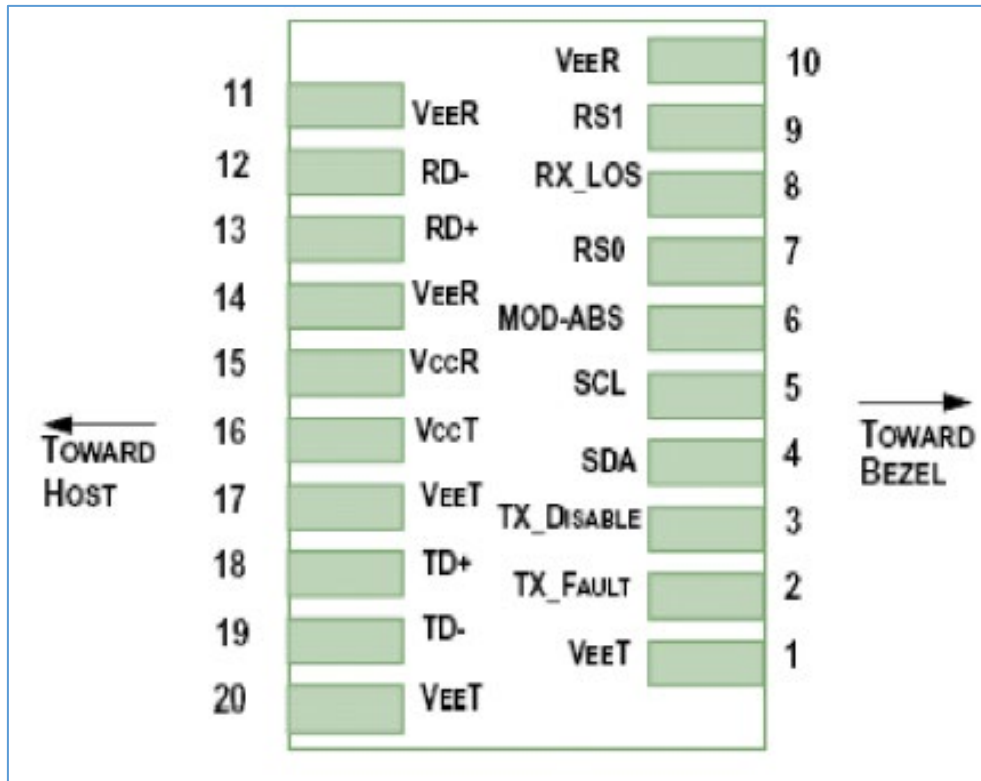 11 VEER
12 RD-
13 RD+
14 VEER
15 VCCR
16 VCCT
17 VEET
18 TD+
19 TD-
20 VEET
VEER 10
RS1 9
RX_LOS 8
RS0 7
MOD-ABS 6
SCL 5
SDA 4
TX_DISABLE 3
TX_FAULT 2
VEET 1
TOWARD
HOST
TOWARD
BEZEL